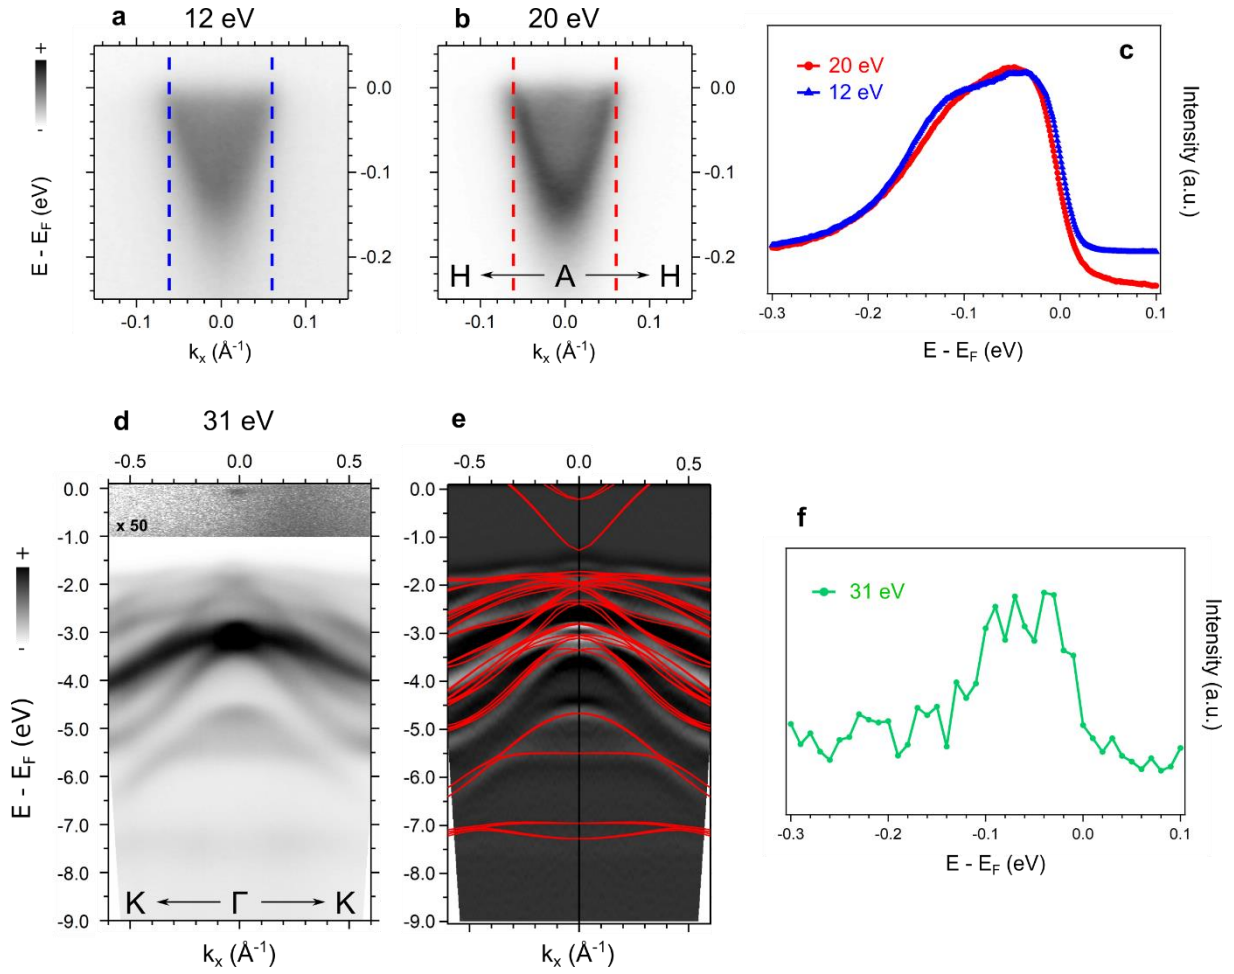 a 12 eV
b 20 eV
c
+
-
E - E_F (eV)
0.0
-0.1
-0.2
-0.1 0.0 0.1
k_x (Å⁻¹)
0.0
-0.1
-0.2
H ← A → H
-0.1 0.0 0.1
k_x (Å⁻¹)
20 eV
12 eV
Intensity (a.u.)
-0.3 -0.2 -0.1 0.0 0.1
E - E_F (eV)
d 31 eV
e
f
-0.5 0.0 0.5
+
-
E - E_F (eV)
0.0
x 50
-1.0
-2.0
-3.0
-4.0
-5.0
-6.0
-7.0
-8.0
-9.0
K ← Γ → K
k_x (Å⁻¹)
-0.5 0.0 0.5
0.0
-1.0
-2.0
-3.0
-4.0
-5.0
-6.0
-7.0
-8.0
-9.0
k_x (Å⁻¹)
31 eV
Intensity (a.u.)
-0.3 -0.2 -0.1 0.0 0.1
E - E_F (eV)